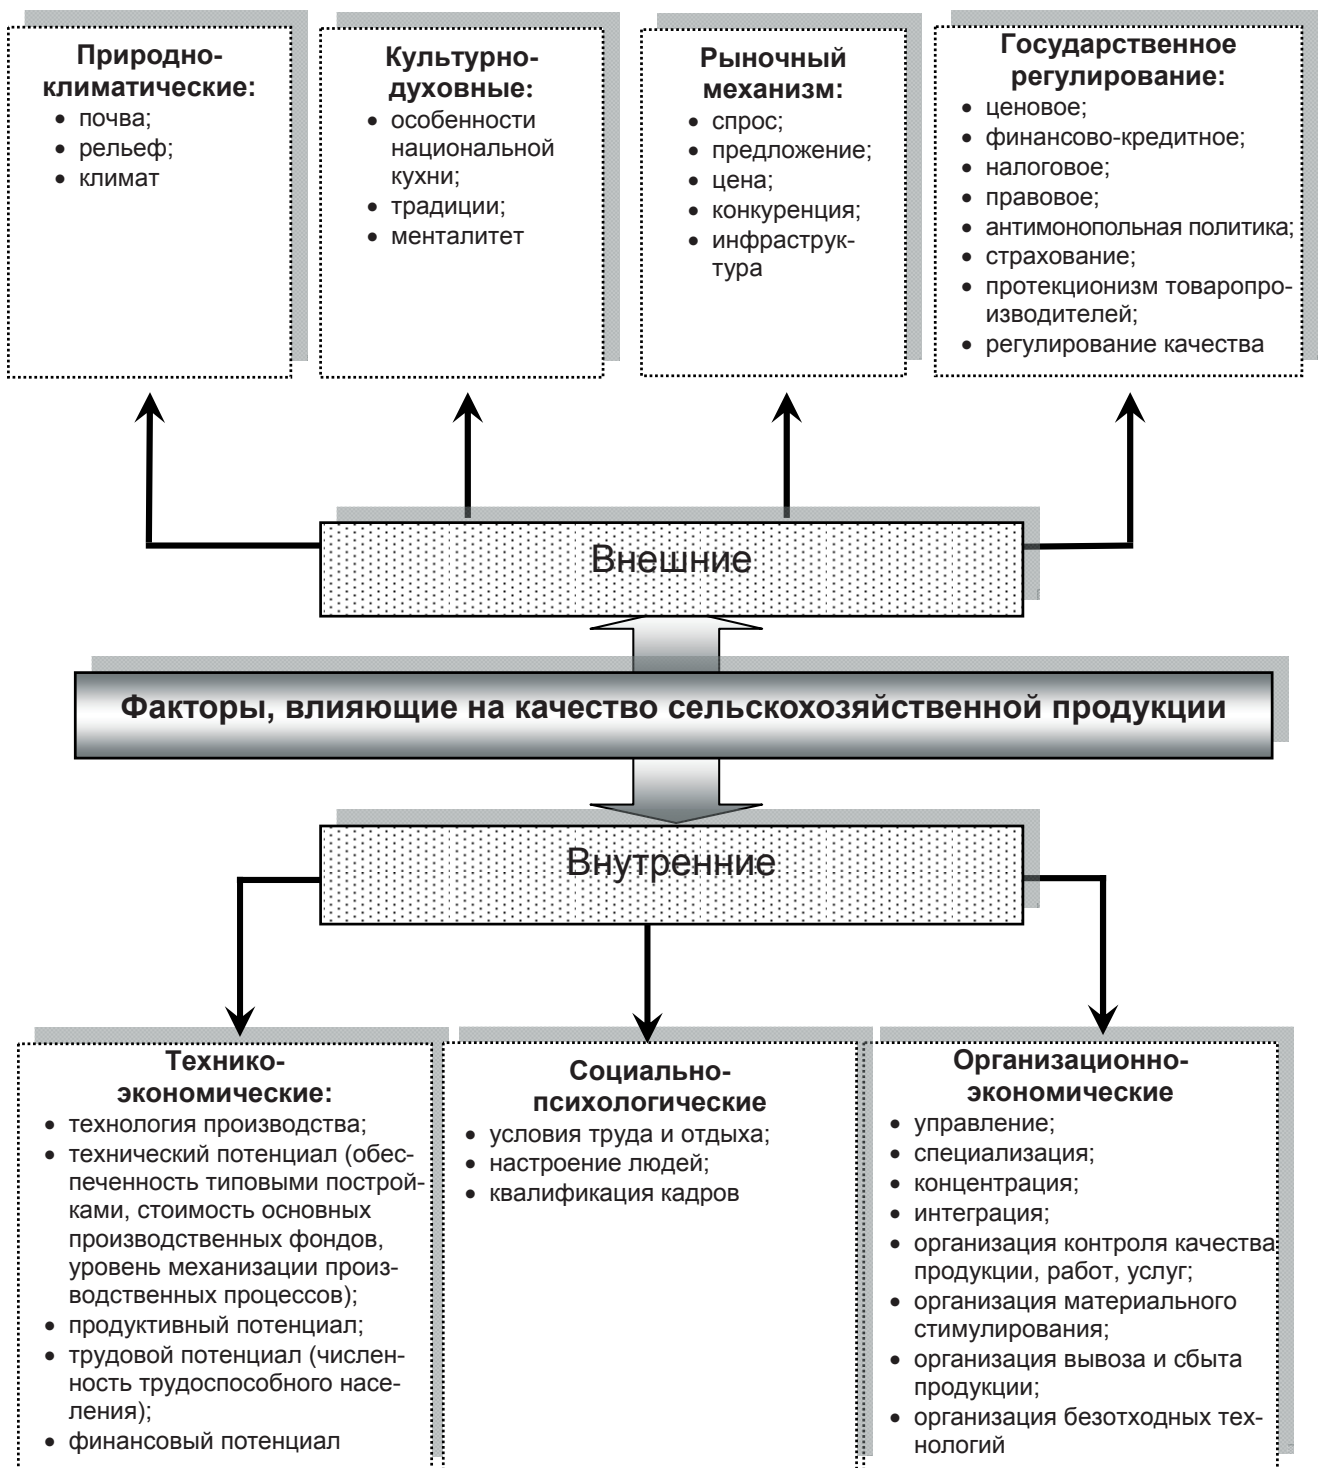 Природно-
климатические:
• почва;
• рельеф;
• климат
Культурно-
духовные:
• особенности
национальной
кухни;
• традиции;
• менталитет
Рыночный
механизм:
• спрос;
• предложение;
• цена;
• конкуренция;
• инфраструк-
тура
Государственное
регулирование:
• ценовое;
• финансово-кредитное;
• налоговое;
• правовое;
• антимонопольная политика;
• страхование;
• протекционизм товаропро-
изводителей;
• регулирование качества
Внешние
Факторы, влияющие на качество сельскохозяйственной продукции
Внутренние
Технико-
экономические:
• технология производства;
• технический потенциал (обес-
печенность типовыми построй-
ками, стоимость основных
производственных фондов,
уровень механизации произ-
водственных процессов);
• продуктивный потенциал;
• трудовой потенциал (числен-
ность трудоспособного насе-
ления);
• финансовый потенциал
Социально-
психологические
• условия труда и отдыха;
• настроение людей;
• квалификация кадров
Организационно-
экономические
• управление;
• специализация;
• концентрация;
• интеграция;
• организация контроля качества
продукции, работ, услуг;
• организация материального
стимулирования;
• организация вывоза и сбыта
продукции;
• организация безотходных тех-
нологий